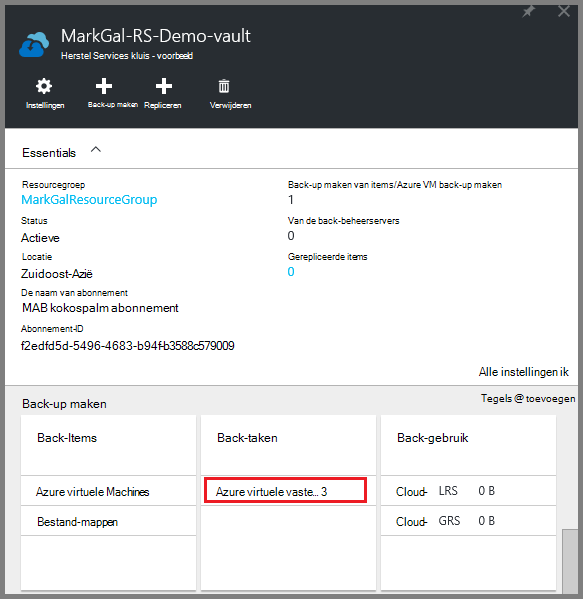 MarkGal-RS-Demo-vault
Herstel Services kluis - voorbeeld
Instellingen
Back-up maken
Repliceren
Verwijderen
Essentials
Resourcegroep
MarkGalResourceGroup
Status
Actieve
Locatie
Zuidoost-Azië
De naam van abonnement
MAB kokospalm abonnement
Abonnement-ID
f2edfd5d-5496-4683-b94fb3588c579009
Back-up maken van items/Azure VM back-up maken
1
Van de back-beheerservers
0
Gerepliceerde items
0
Alle instellingen ik
Back-up maken
Tegels @ toevoegen
Back-Items
Azure virtuele Machines
Bestand-mappen
Back-taken
Azure virtuele vaste... 3
Back-gebruik
Cloud- LRS 0 B
Cloud- GRS 0 B